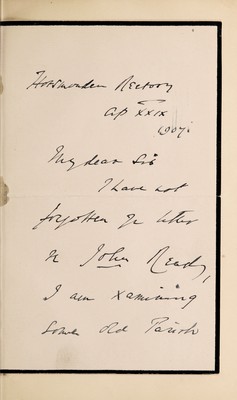 Horsmonden Rectory
Ap XXIX
1907.
My dear Sir
I have not
forgotten yr letter
re John Ready,
I am Xamining
some old Parish